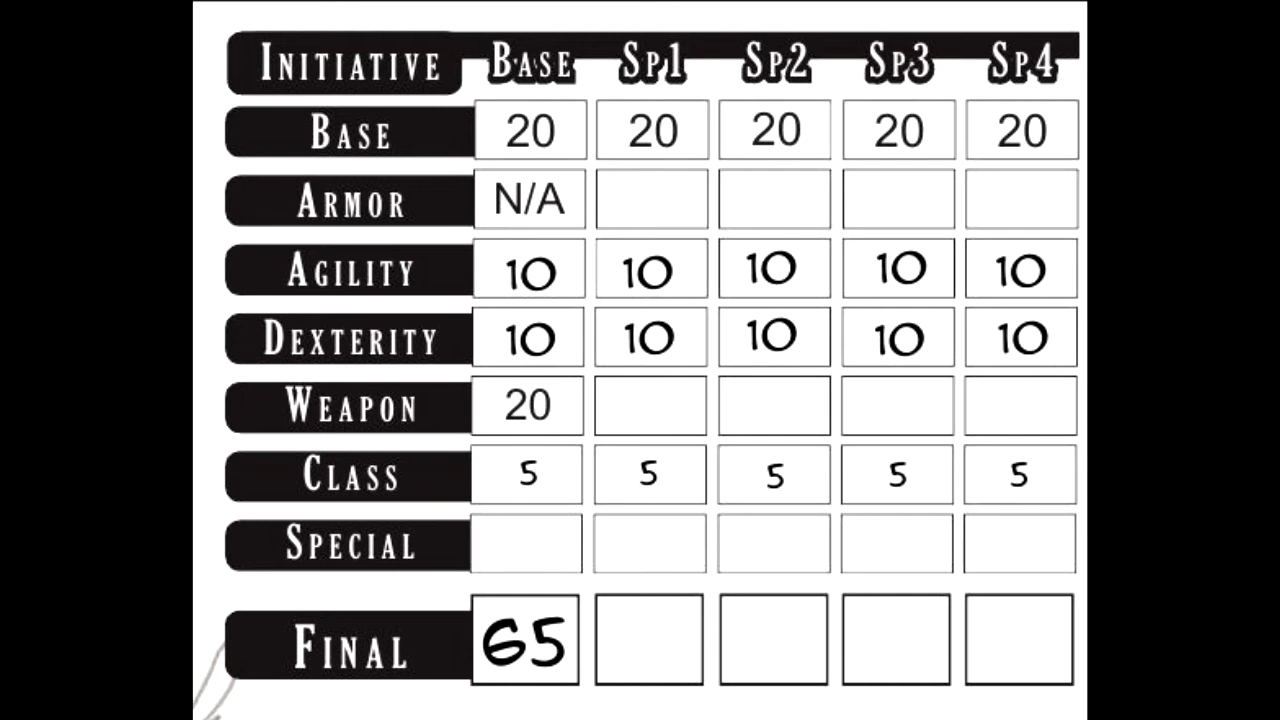 INITIATIVE BASE SP1 SP2 SP3 SP4
BASE 20 20 20 20 20
ARMOR N/A
AGILITY 10 10 10 10 10
DEXTERITY 10 10 10 10 10
WEAPON 20
CLASS 5 5 5 5 5
SPECIAL
FINAL 65